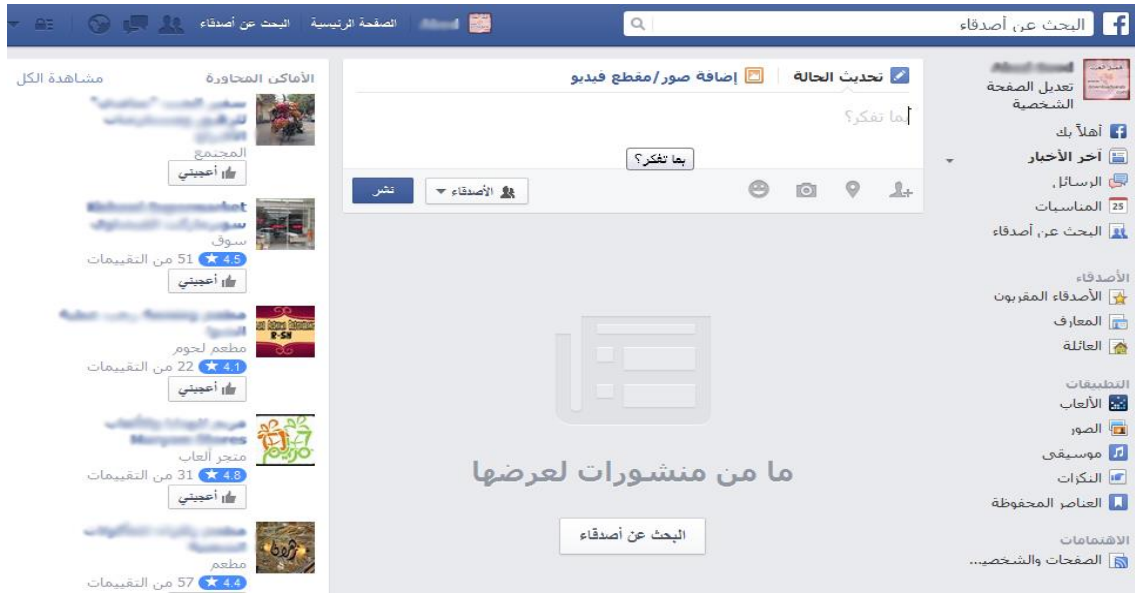 البحث عن أصدقاء
الصفحة الرئيسية
البحث عن أصدقاء
تعديل الصفحة
الشخصية
أهلاً بك
آخر الأخبار
الرسائل
25 المناسبات
البحث عن أصدقاء
الأصدقاء
الأصدقاء المقربون
المعارف
العائلة
التطبيقات
الألعاب
الصور
موسيقى
النكزات
العناصر المحفوظة
الاهتمامات
الصفحات والشخصيـ...
تحديث الحالة إضافة صور/مقطع فيديو
بما تفكر؟
بما تفكر؟
الأصدقاء نشر
ما من منشورات لعرضها
البحث عن أصدقاء
الأماكن المجاورة مشاهدة الكل
المجتمع
أعجبني
سوق
4.5 ★ 51 من التقييمات
أعجبني
R-SH
مطعم لحوم
4.1 ★ 22 من التقييمات
أعجبني
مريم
متجر ألعاب
4.8 ★ 31 من التقييمات
أعجبني
مطعم
4.4 ★ 57 من التقييمات